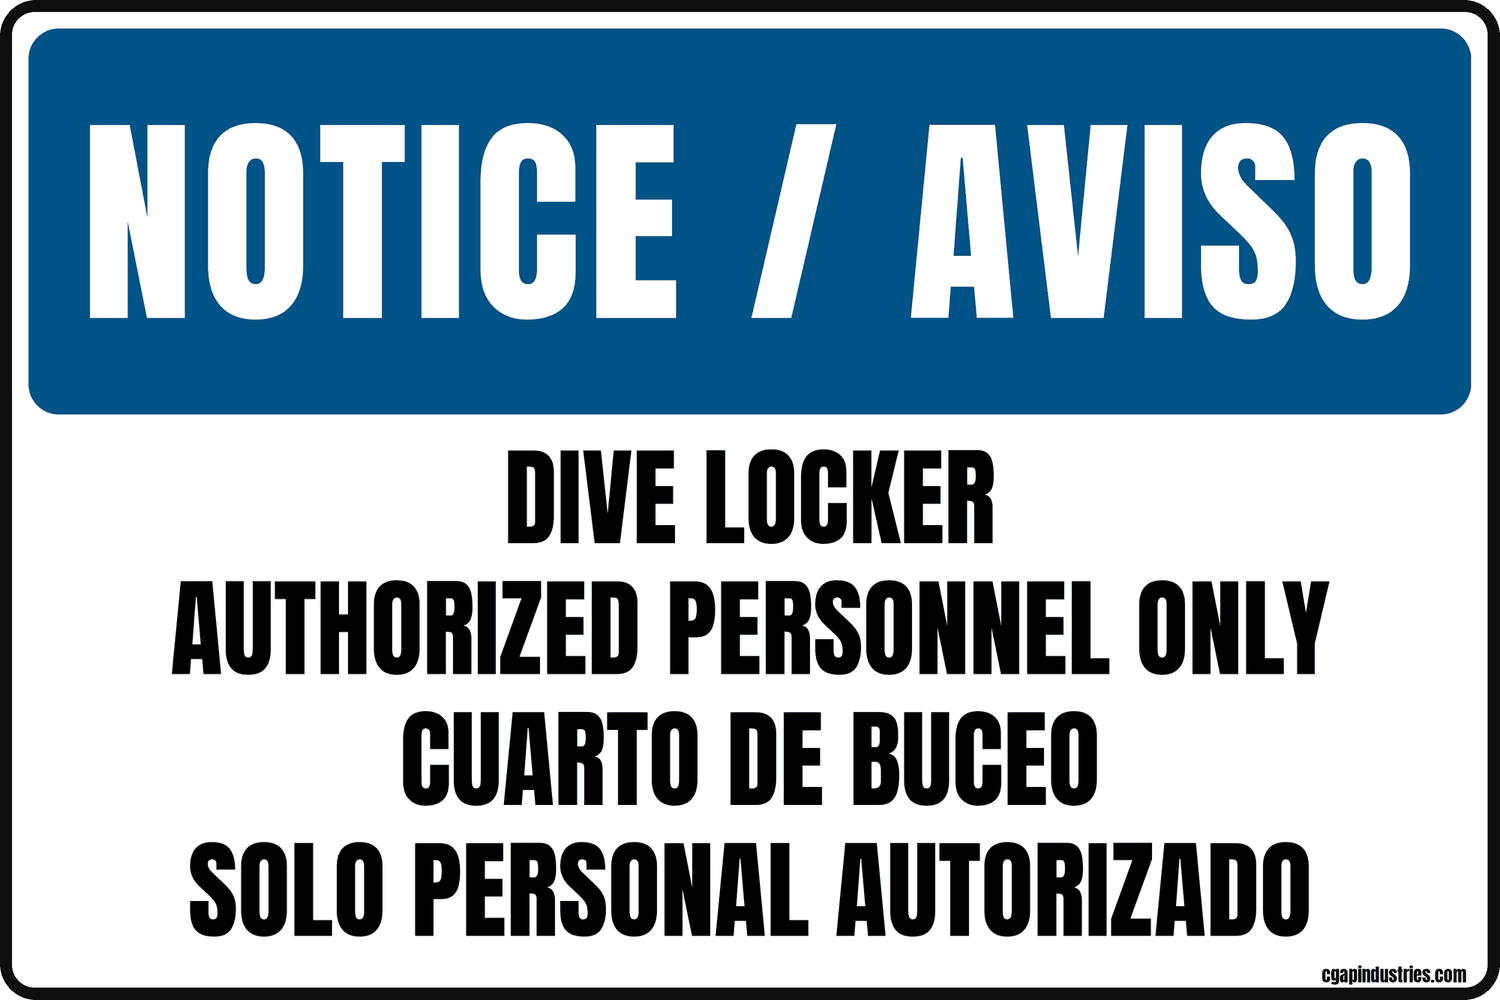 NOTICE / AVISO
DIVE LOCKER
AUTHORIZED PERSONNEL ONLY
CUARTO DE BUCEO
SOLO PERSONAL AUTORIZADO
cgapindustries.com